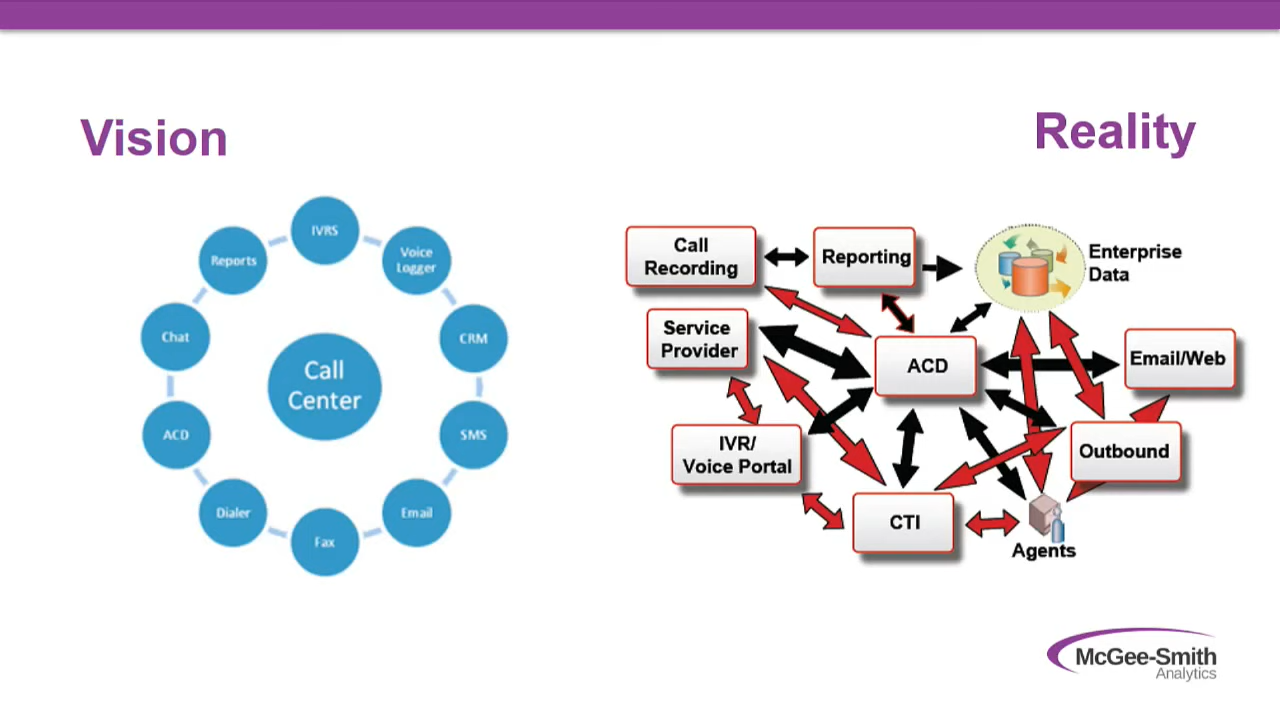 Vision
Reality
IVRS
Voice
Logger
CRM
SMS
Email
Fax
Dialer
ACD
Chat
Reports
Call
Center
Call
Recording
Reporting
Enterprise
Data
Service
Provider
ACD
Email/Web
IVR/
Voice Portal
Outbound
CTI
Agents
McGee-Smith
Analytics